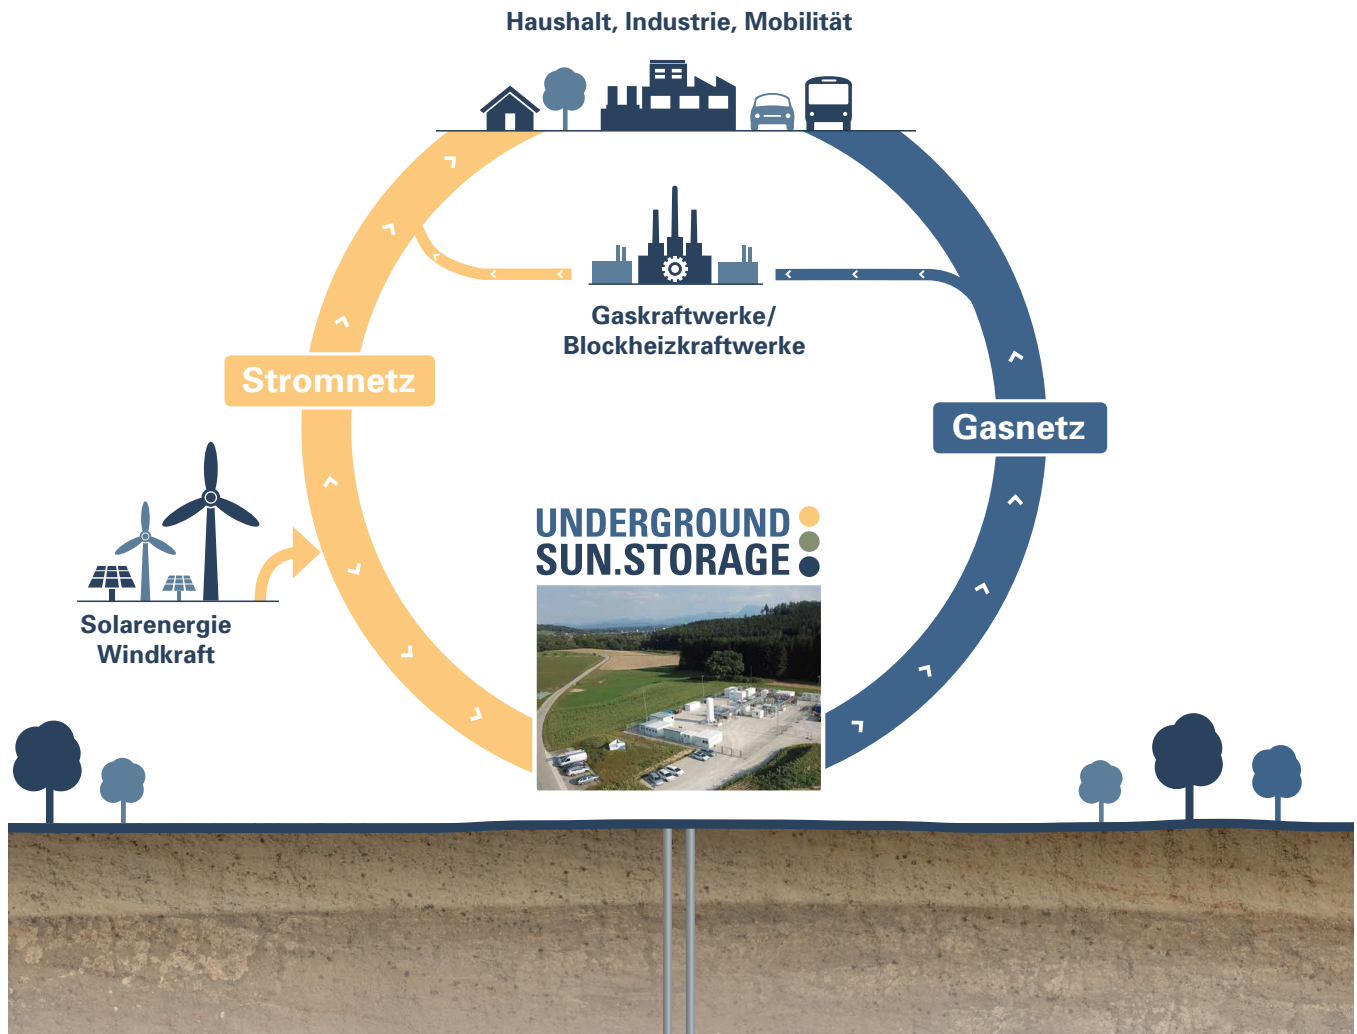 Haushalt, Industrie, Mobilität
Gaskraftwerke/
Blockheizkraftwerke
Stromnetz
Gasnetz
UNDERGROUND
SUN.STORAGE
Solarenergie
Windkraft